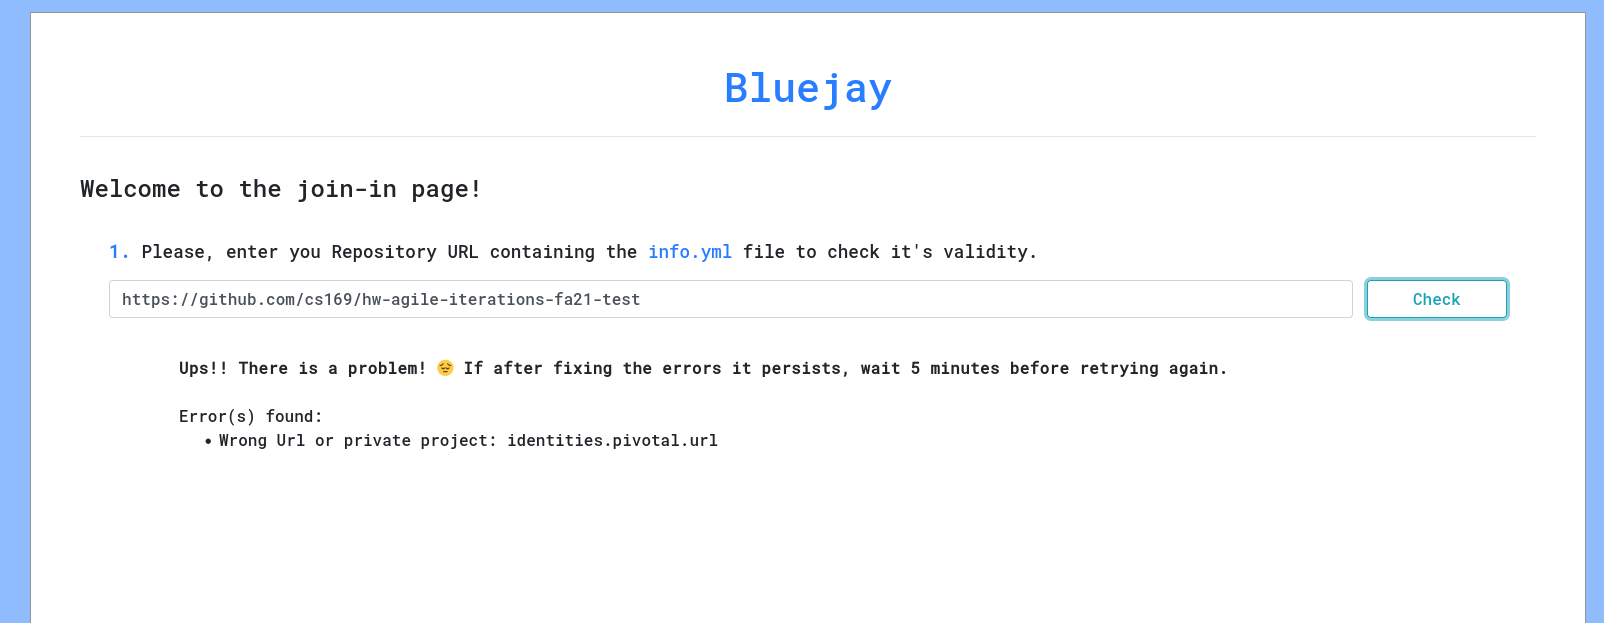 Bluejay
Welcome to the join-in page!
1. Please, enter you Repository URL containing the info.yml file to check it's validity.
https://github.com/cs169/hw-agile-iterations-fa21-test
Check
Ups!! There is a problem! 😔 If after fixing the errors it persists, wait 5 minutes before retrying again.
Error(s) found:
• Wrong Url or private project: identities.pivotal.url